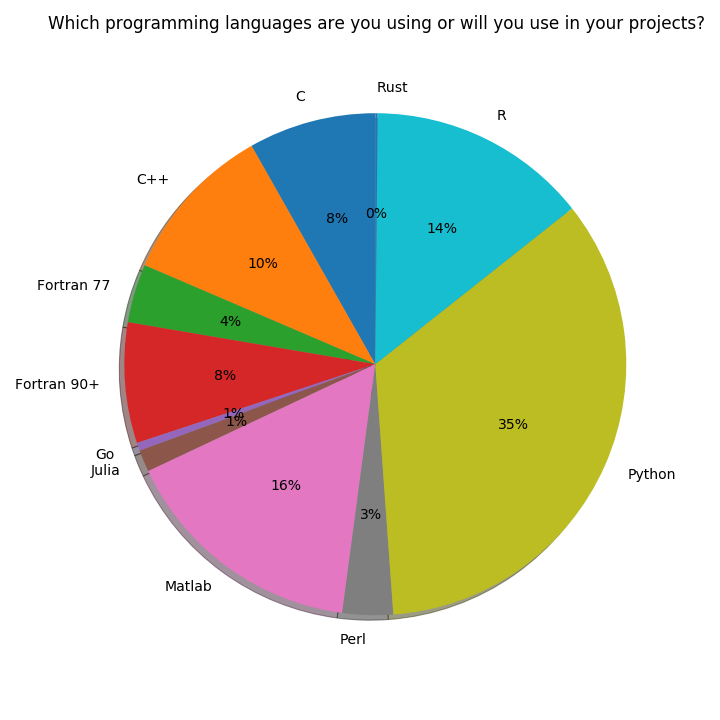 Which programming languages are you using or will you use in your projects?
Rust
C
R
C++
8%
0%
14%
10%
Fortran 77
4%
Fortran 90+
8%
1%
1%
35%
Go
Julia
Python
16%
3%
Matlab
Perl